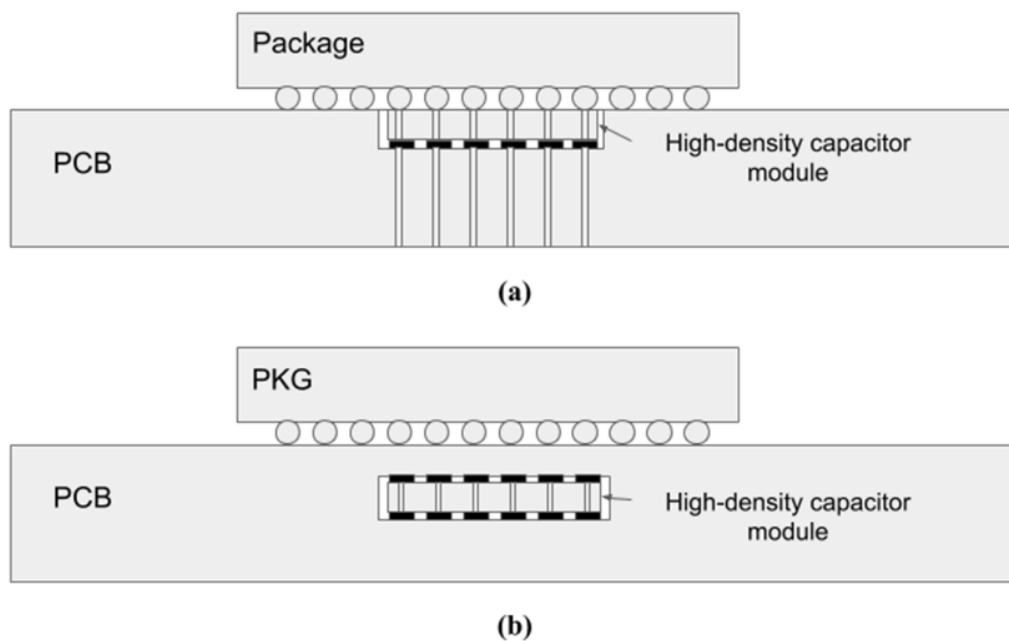 Package
PCB
High-density capacitor
module
(a)
PKG
PCB
High-density capacitor
module
(b)